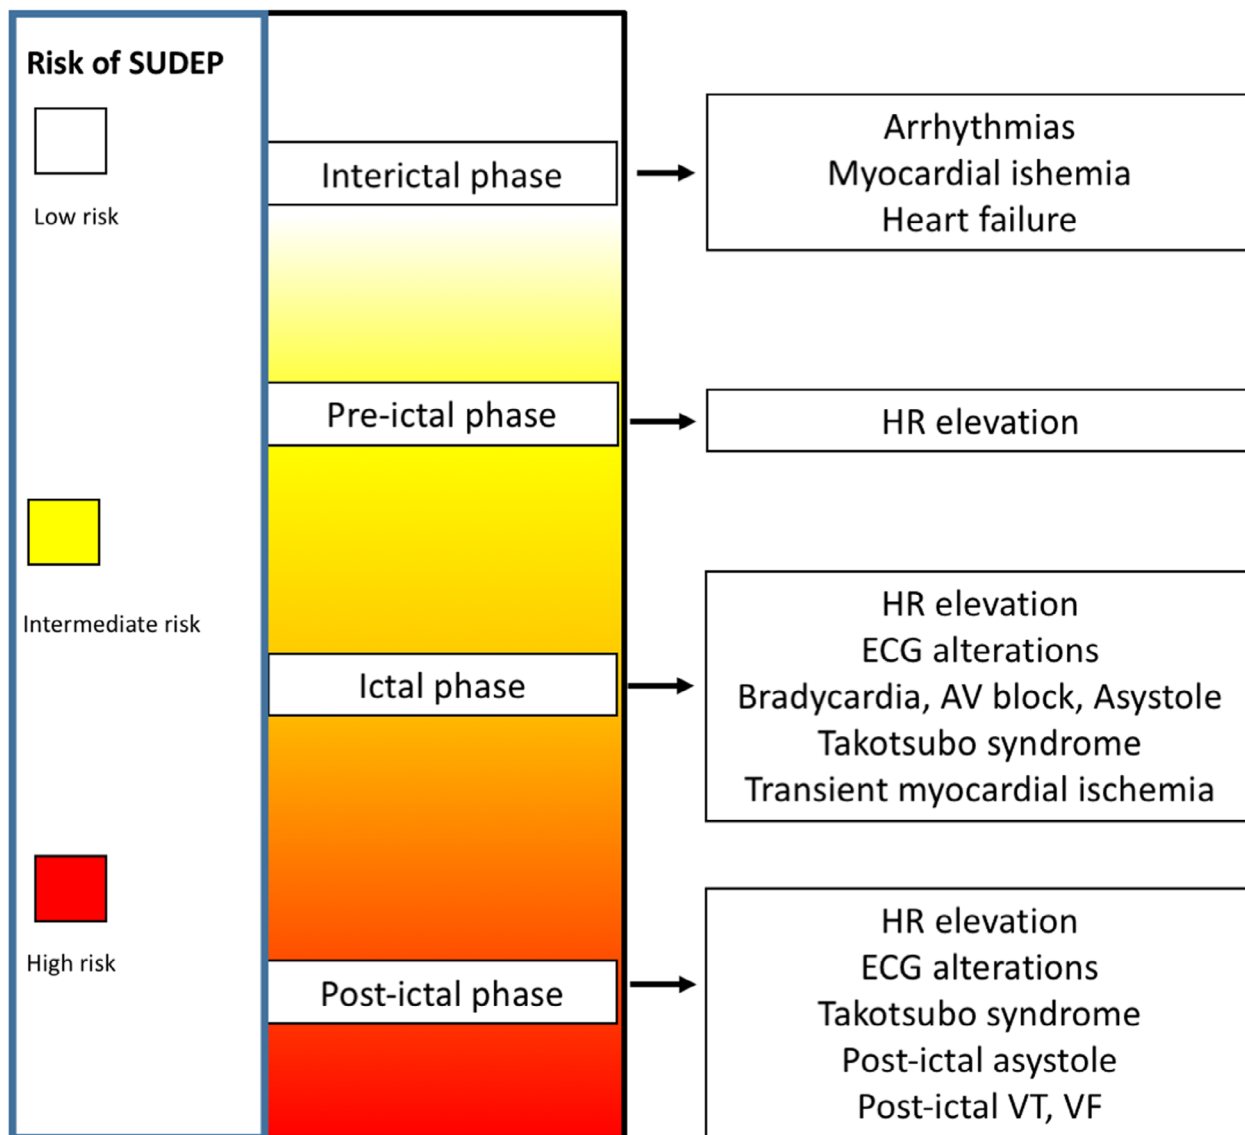 Risk of SUDEP
Low risk
Intermediate risk
High risk
Interictal phase
Arrhythmias
Myocardial ishemia
Heart failure
Pre-ictal phase
HR elevation
Ictal phase
HR elevation
ECG alterations
Bradycardia, AV block, Asystole
Takotsubo syndrome
Transient myocardial ischemia
Post-ictal phase
HR elevation
ECG alterations
Takotsubo syndrome
Post-ictal asystole
Post-ictal VT, VF